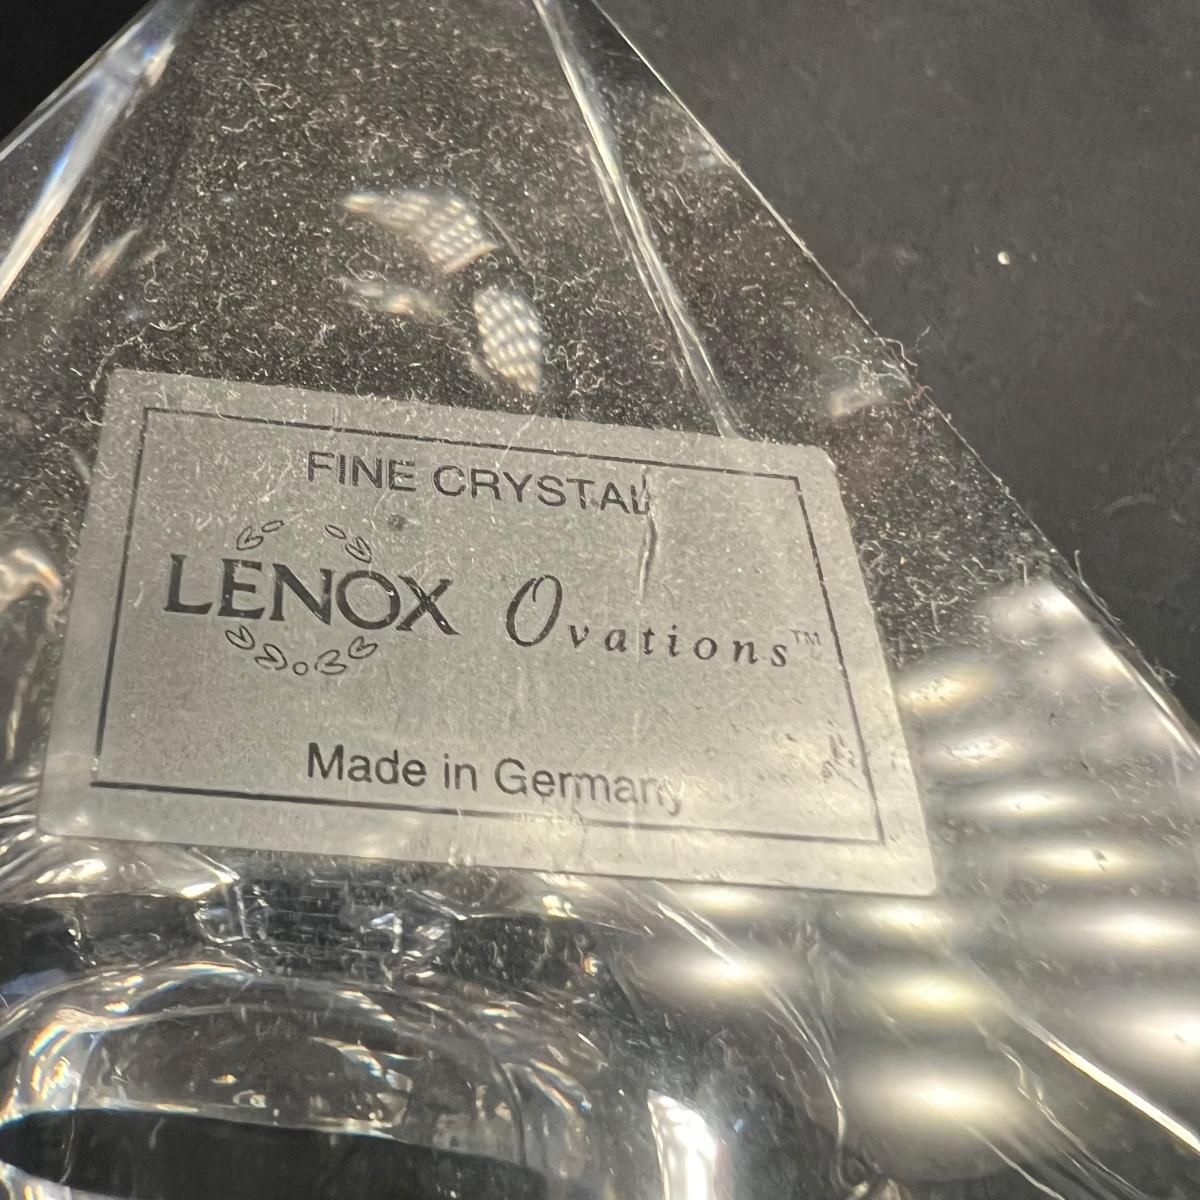 FINE CRYSTAL
LENOX Ovations™
Made in Germany